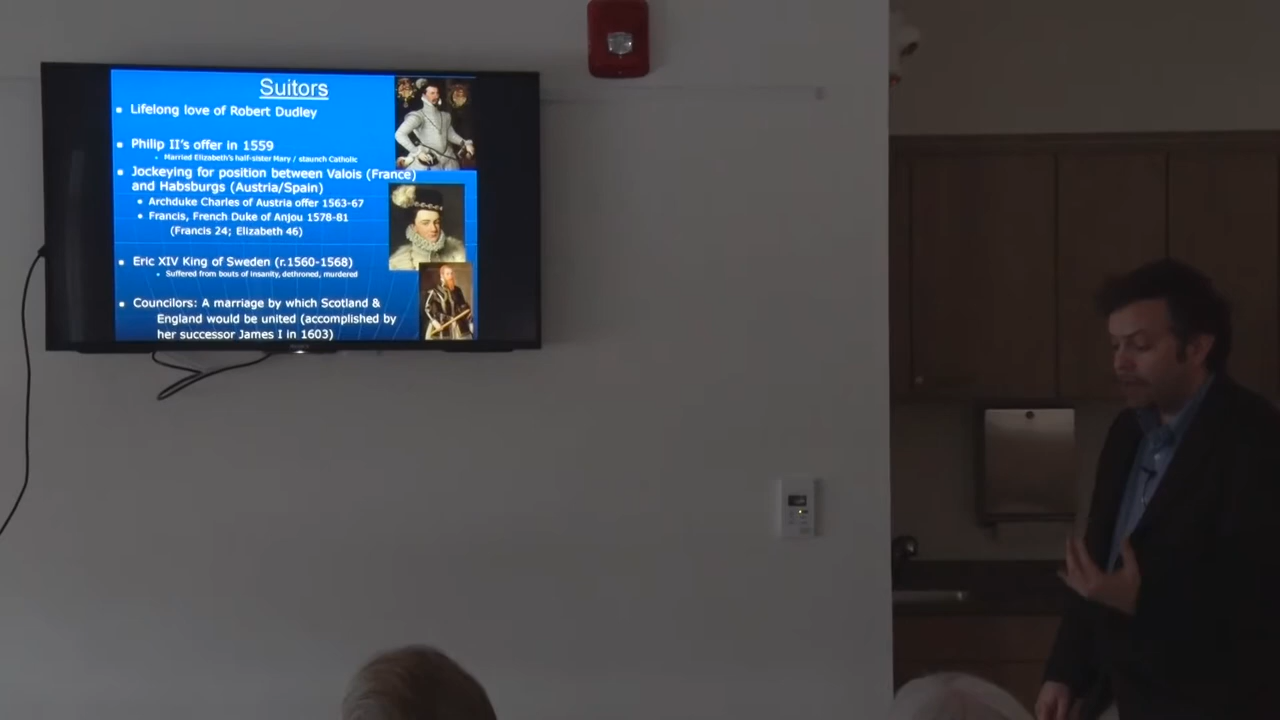 Suitors
▪ Lifelong love of Robert Dudley
▪ Philip II's offer in 1559
• Married Elizabeth's half-sister Mary / staunch Catholic
▪ Jockeying for position between Valois (France)
and Habsburgs (Austria/Spain)
• Archduke Charles of Austria offer 1563-67
• Francis, French Duke of Anjou 1578-81
(Francis 24; Elizabeth 46)
▪ Eric XIV King of Sweden (r.1560-1568)
• Suffered from bouts of insanity, dethroned, murdered
▪ Councilors: A marriage by which Scotland &
England would be united (accomplished by
her successor James I in 1603)